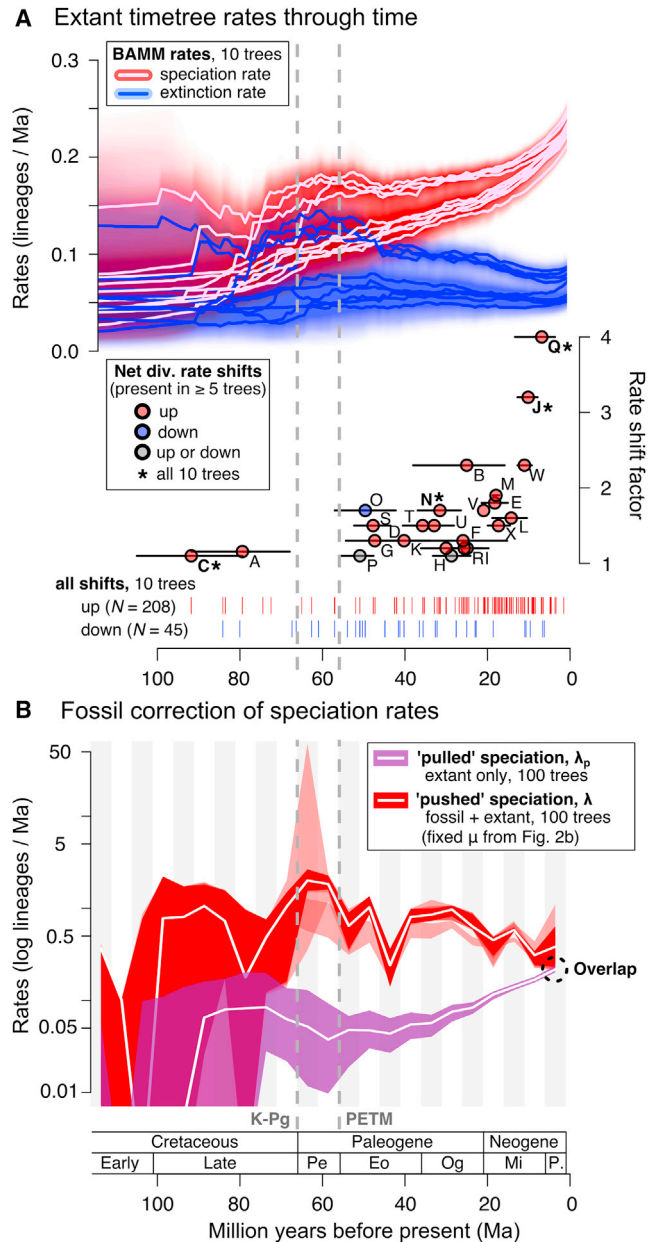 A Extant timetree rates through time
BAMM rates, 10 trees
speciation rate
extinction rate
Rates (lineages / Ma)
0.3
0.2
0.1
0.0
Net div. rate shifts
(present in ≥ 5 trees)
up
down
up or down
* all 10 trees
Rate shift factor
4
3
2
1
Q*
J*
B
W
M
O
N*
V
E
S
T
U
L
D
F
X
G
K
RI
C*
A
P
H
all shifts, 10 trees
up (N = 208)
down (N = 45)
100 80 60 40 20 0
B Fossil correction of speciation rates
'pulled' speciation, λp
extant only, 100 trees
'pushed' speciation, λ
fossil + extant, 100 trees
(fixed μ from Fig. 2b)
Rates (log lineages / Ma)
50
5
0.5
0.05
0.01
Overlap
K-Pg PETM
Cretaceous Paleogene Neogene
Early Late Pe Eo Og Mi P.
100 80 60 40 20 0
Million years before present (Ma)